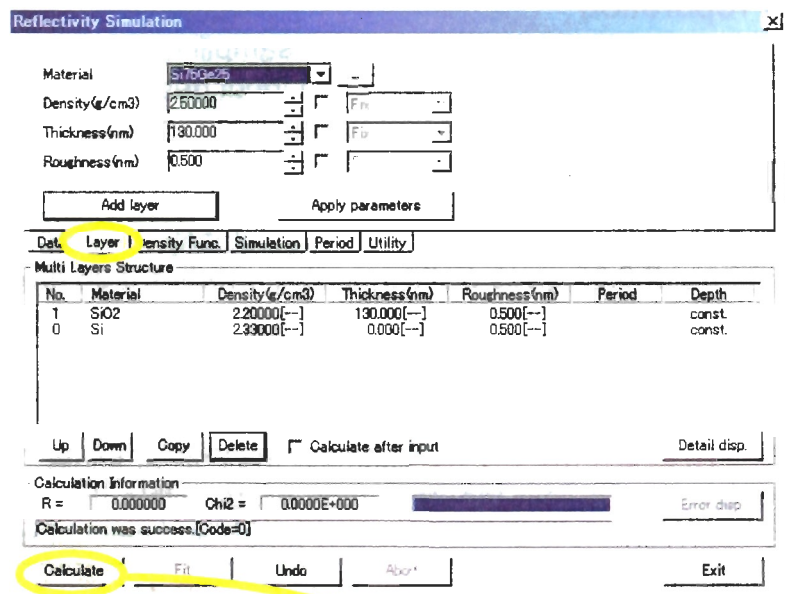 Reflectivity Simulation
Material Si75Ge25 ...
Density(g/cm3) 2.50000
Thickness(nm) 130.000 Fix
Roughness(nm) 0.500
Add layer Apply parameters
Data Layer Density Func. Simulation Period Utility
Multi Layers Structure
No. Material Density(g/cm3) Thickness(nm) Roughness(nm) Period Depth
1 SiO2 2.20000[---] 130.000[---] 0.500[---] const.
0 Si 2.33000[---] 0.000[---] 0.500[---] const.
Up Down Copy Delete Calculate after input Detail disp.
Calculation Information
R = 0.000000 Chi2 = 0.0000E+000 Error disp
Calculation was success.[Code=0]
Calculate Fit Undo Abort Exit